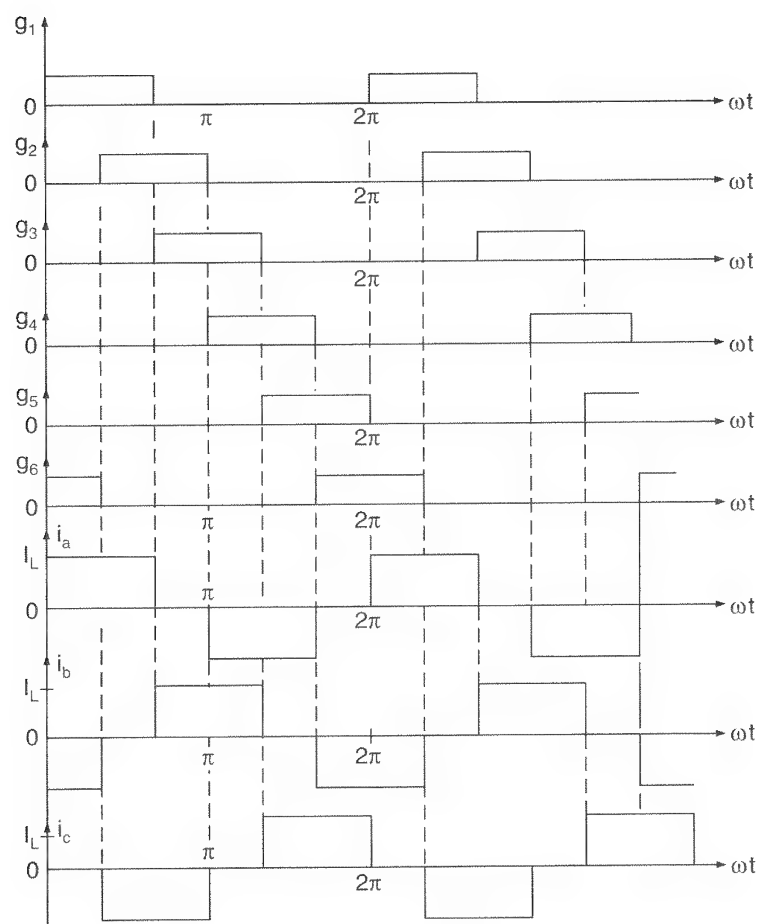 g1
0 π 2π ωt
g2
0 2π ωt
g3
0 2π ωt
g4
0 ωt
g5
0 2π ωt
g6
0 π 2π ωt
ia
IL π
0 2π ωt
ib
IL
0 π 2π ωt
IL ic π
0 2π ωt